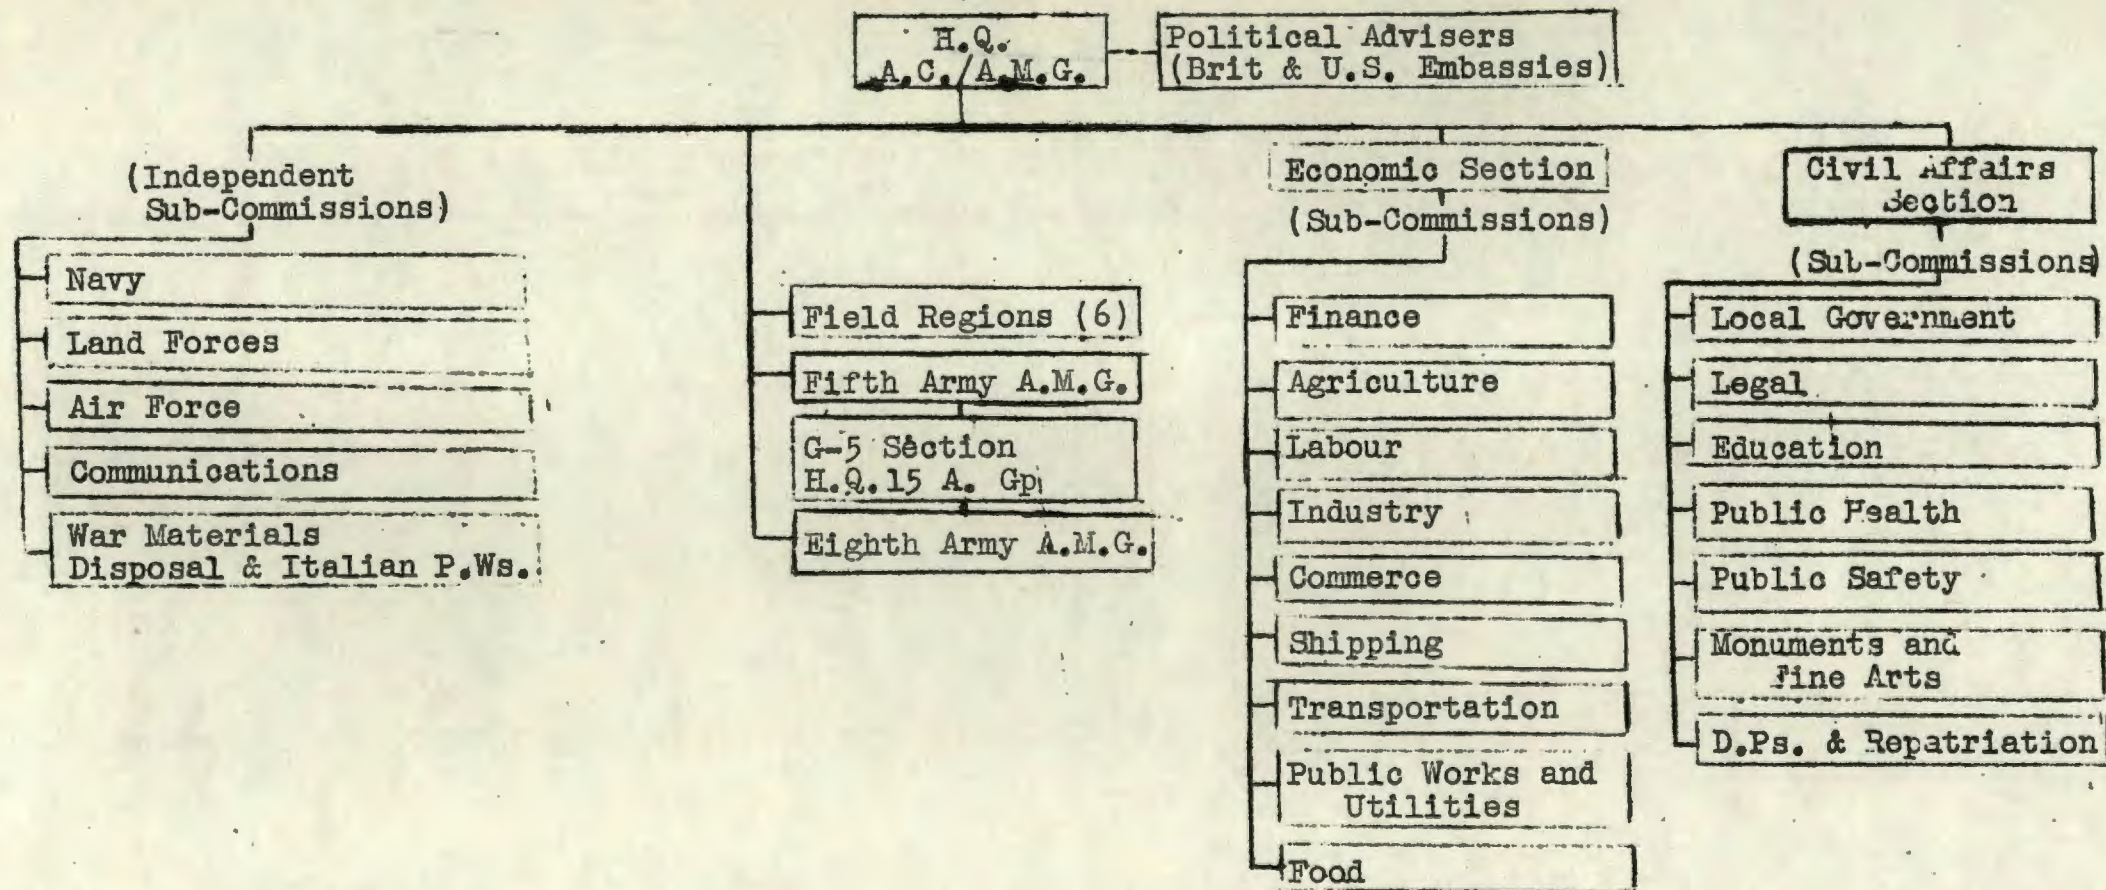 H.Q.
A.C./A.M.G.
Political Advisers
(Brit & U.S. Embassies)
(Independent
Sub-Commissions)
Navy
Land Forces
Air Force
Communications
War Materials
Disposal & Italian P.Ws.
Field Regions (6)
Fifth Army A.M.G.
G-5 Section
H.Q.15 A. Gp
Eighth Army A.M.G.
Economic Section
(Sub-Commissions)
Finance
Agriculture
Labour
Industry
Commerce
Shipping
Transportation
Public Works and
Utilities
Food
Civil Affairs
Section
(Sub-Commissions)
Local Government
Legal
Education
Public Health
Public Safety
Monuments and
Fine Arts
D.Ps. & Repatriation